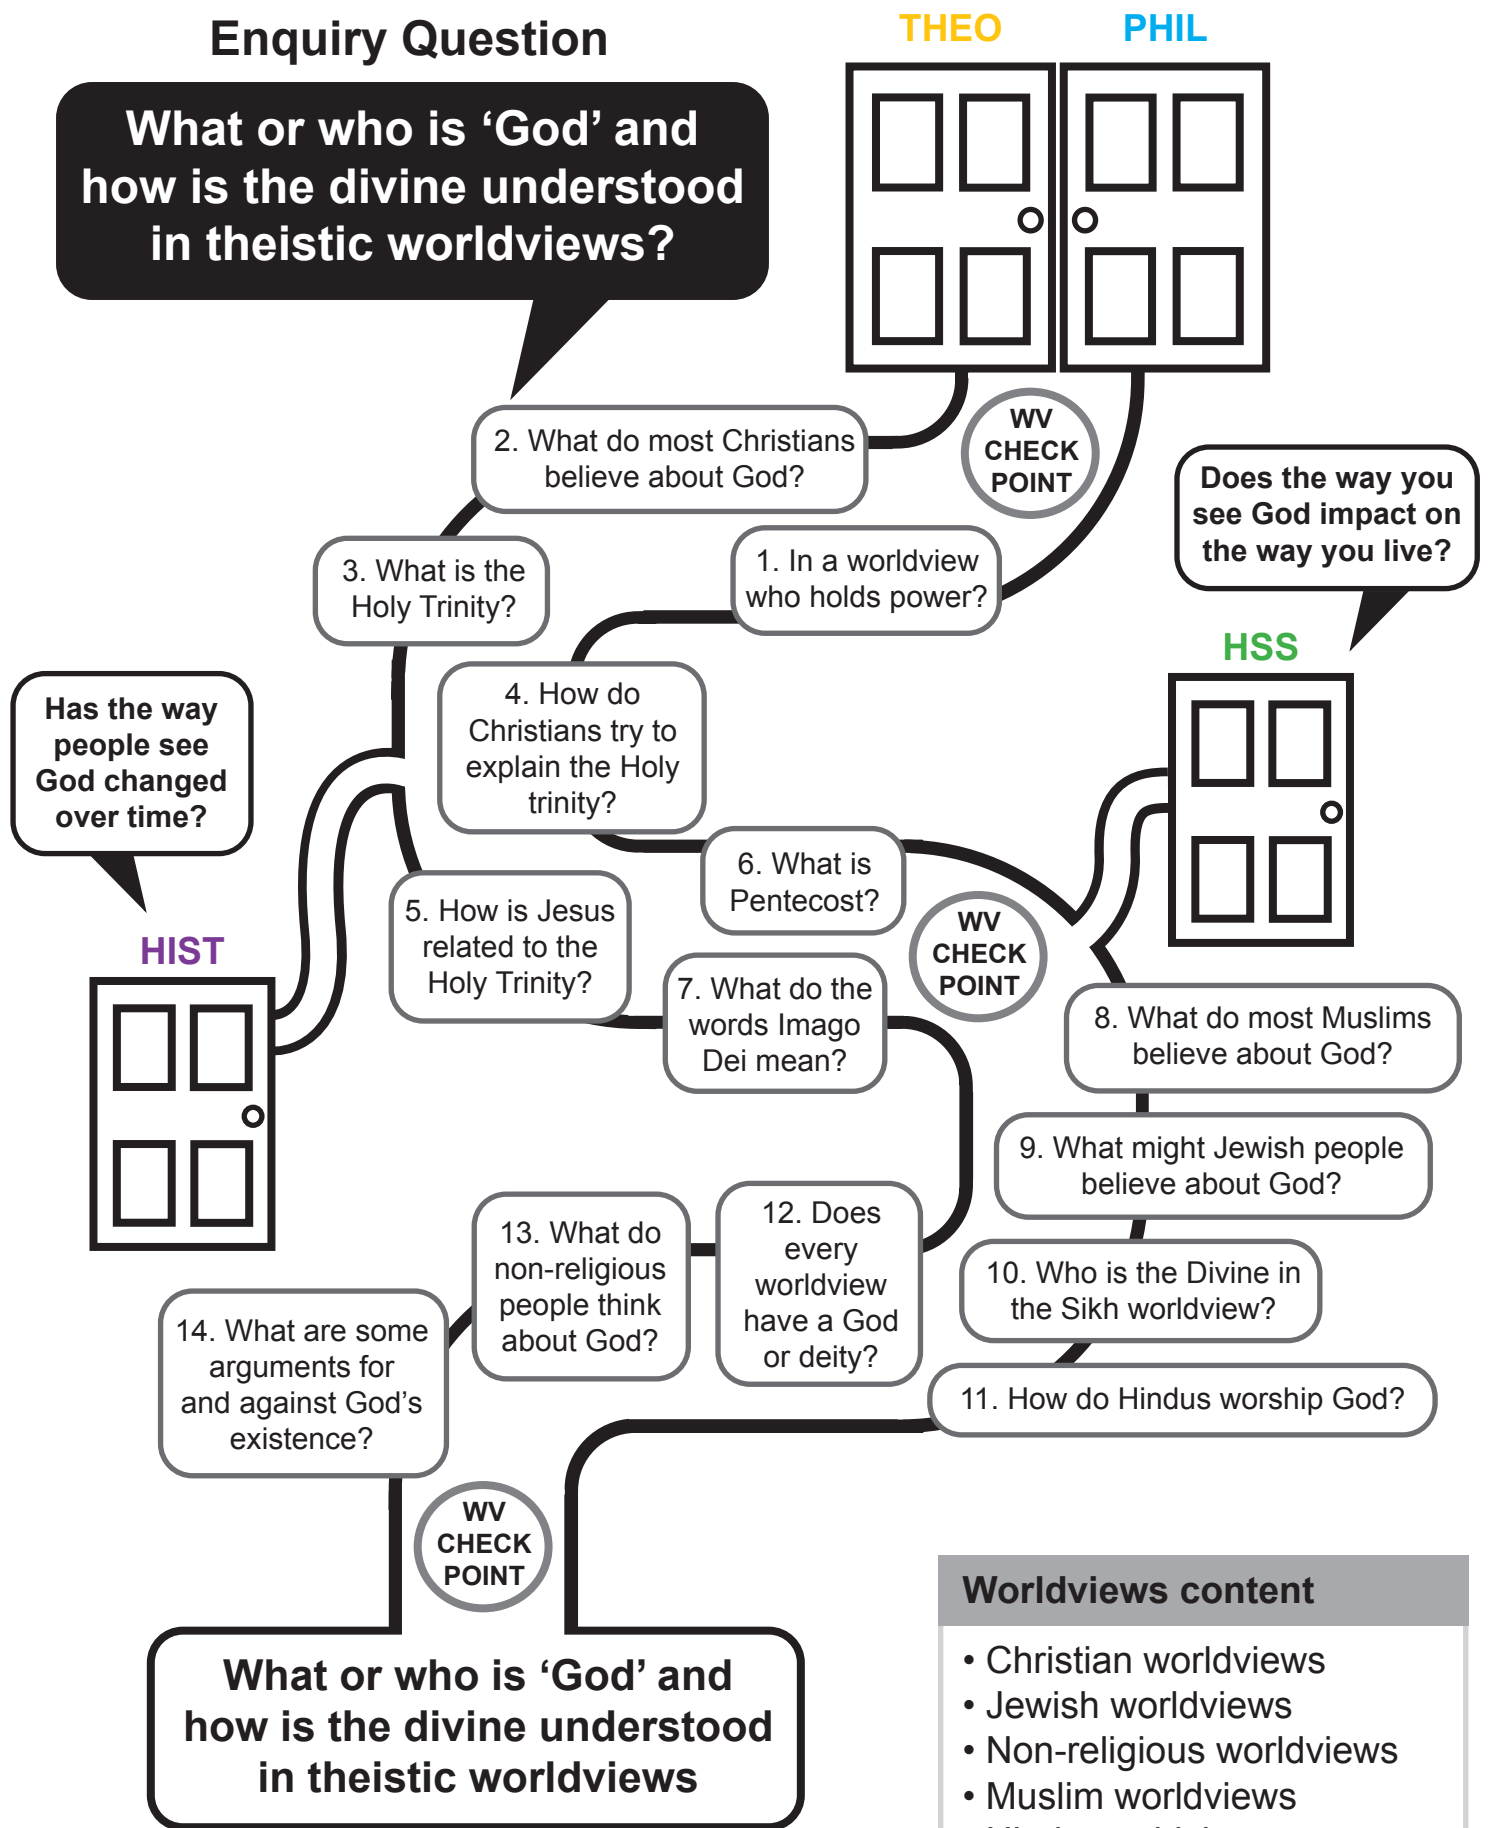 Enquiry Question
THEO
PHIL
What or who is ‘God’ and
how is the divine understood
in theistic worldviews?
WV
CHECK
POINT
2. What do most Christians
believe about God?
Does the way you
see God impact on
the way you live?
1. In a worldview
who holds power?
3. What is the
Holy Trinity?
HSS
Has the way
people see
God changed
over time?
4. How do
Christians try to
explain the Holy
trinity?
6. What is
Pentecost?
5. How is Jesus
related to the
Holy Trinity?
WV
CHECK
POINT
HIST
7. What do the
words Imago
Dei mean?
8. What do most Muslims
believe about God?
9. What might Jewish people
believe about God?
12. Does
every
worldview
have a God
or deity?
13. What do
non-religious
people think
about God?
10. Who is the Divine in
the Sikh worldview?
14. What are some
arguments for
and against God’s
existence?
11. How do Hindus worship God?
WV
CHECK
POINT
What or who is ‘God’ and
how is the divine understood
in theistic worldviews
Worldviews content
• Christian worldviews
• Jewish worldviews
• Non-religious worldviews
• Muslim worldviews